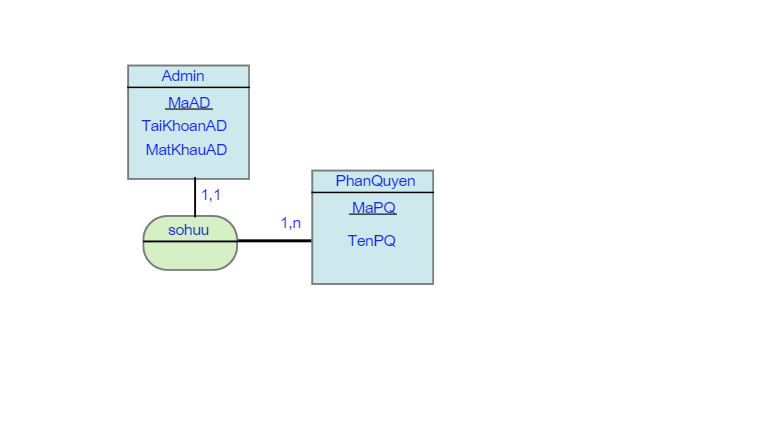 Admin
MaAD
TaiKhoanAD
MatKhauAD
1,1
sohuu
1,n
PhanQuyen
MaPQ
TenPQ